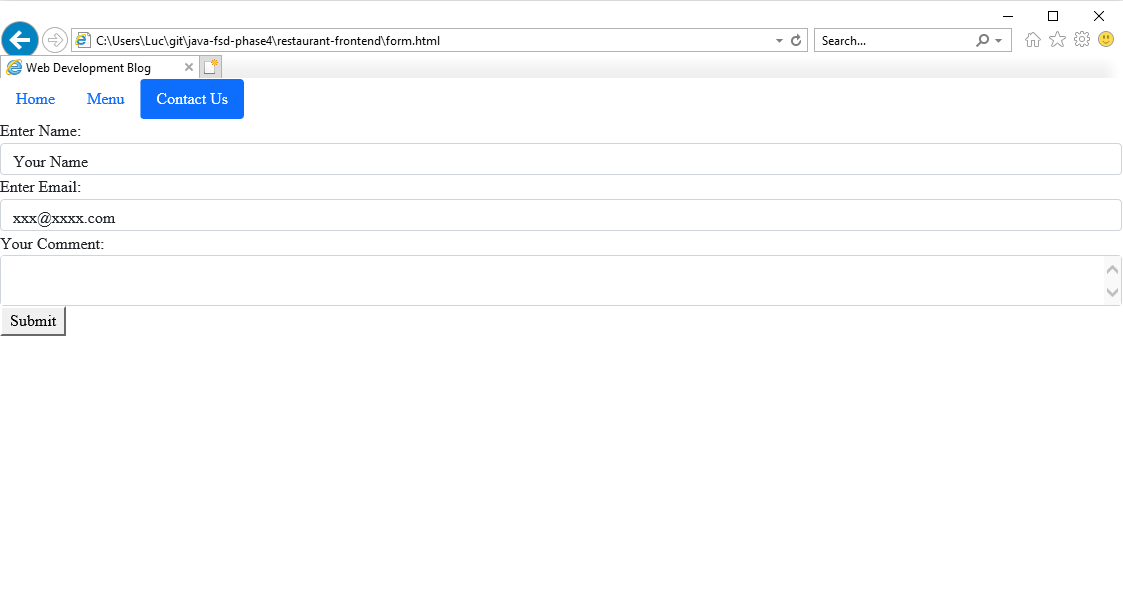 C:\Users\Luc\git\java-fsd-phase4\restaurant-frontend\form.html Search...
Web Development Blog
Home Menu Contact Us
Enter Name:
Your Name
Enter Email:
xxx@xxxx.com
Your Comment:
Submit